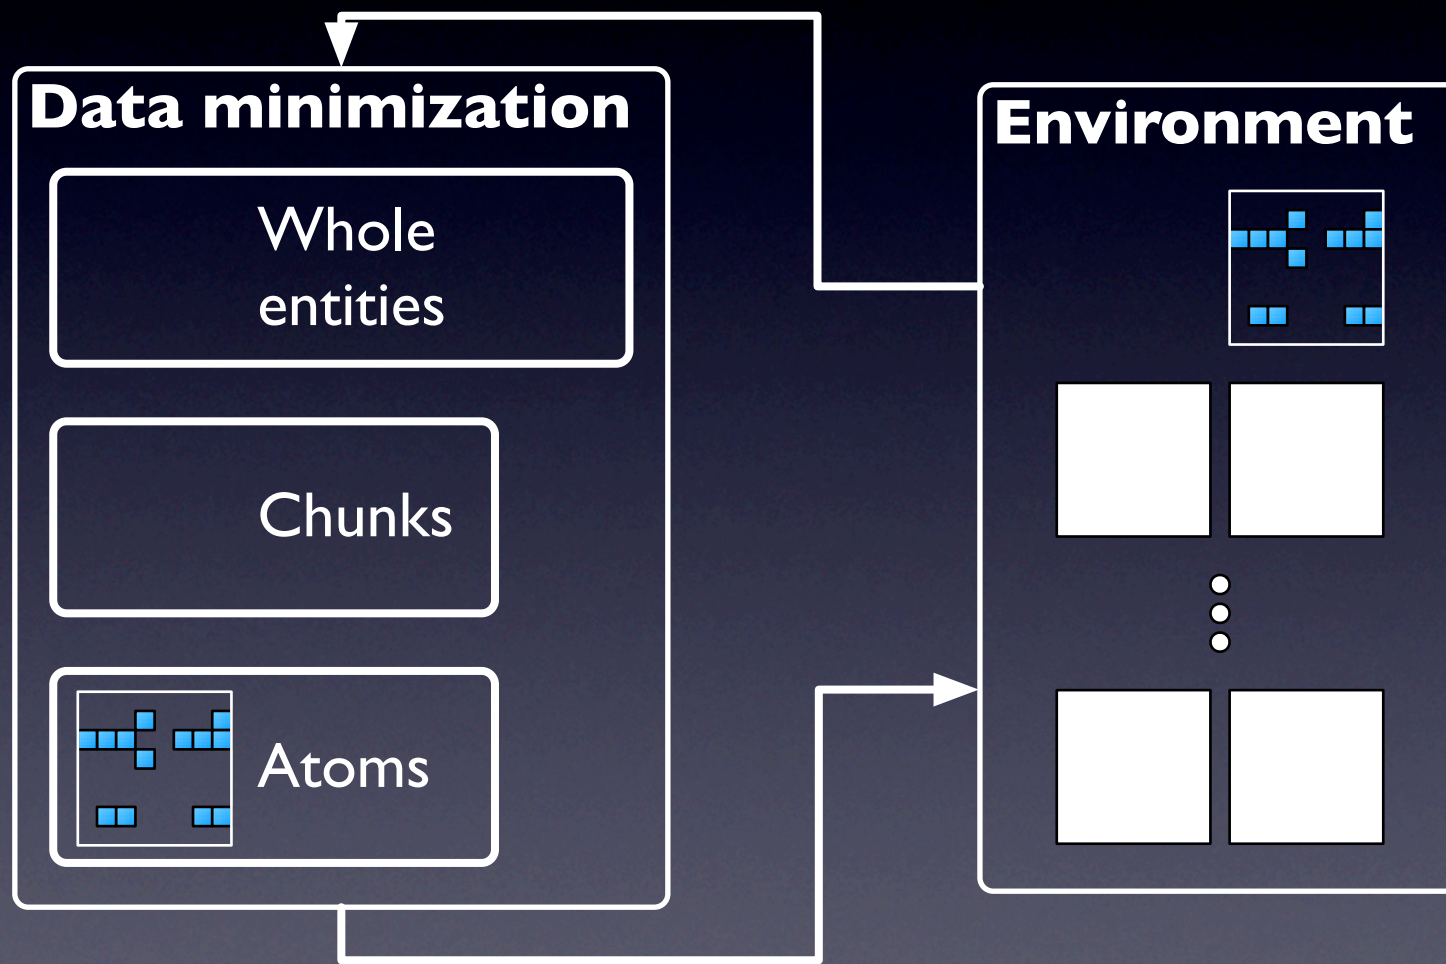 Data minimization
Whole
entities
Chunks
Atoms
Environment